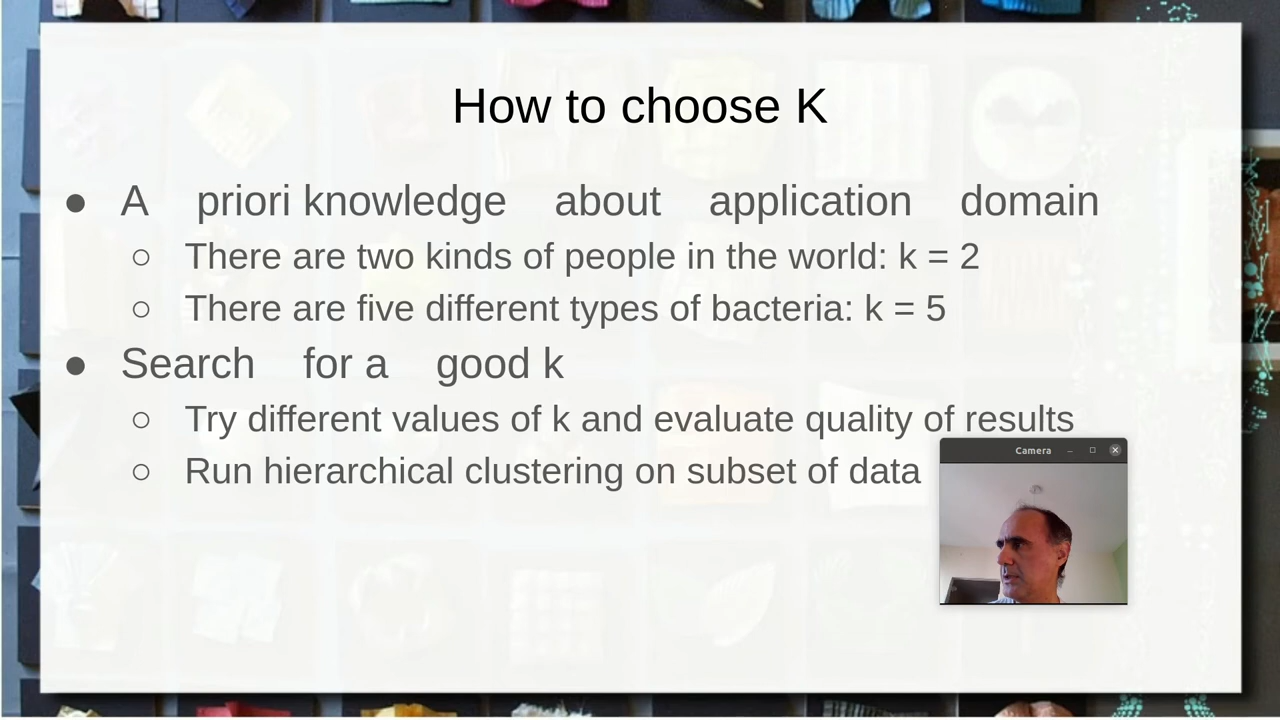 How to choose K
● A priori knowledge about application domain
○ There are two kinds of people in the world: k = 2
○ There are five different types of bacteria: k = 5
● Search for a good k
○ Try different values of k and evaluate quality of results
○ Run hierarchical clustering on subset of data
Camera